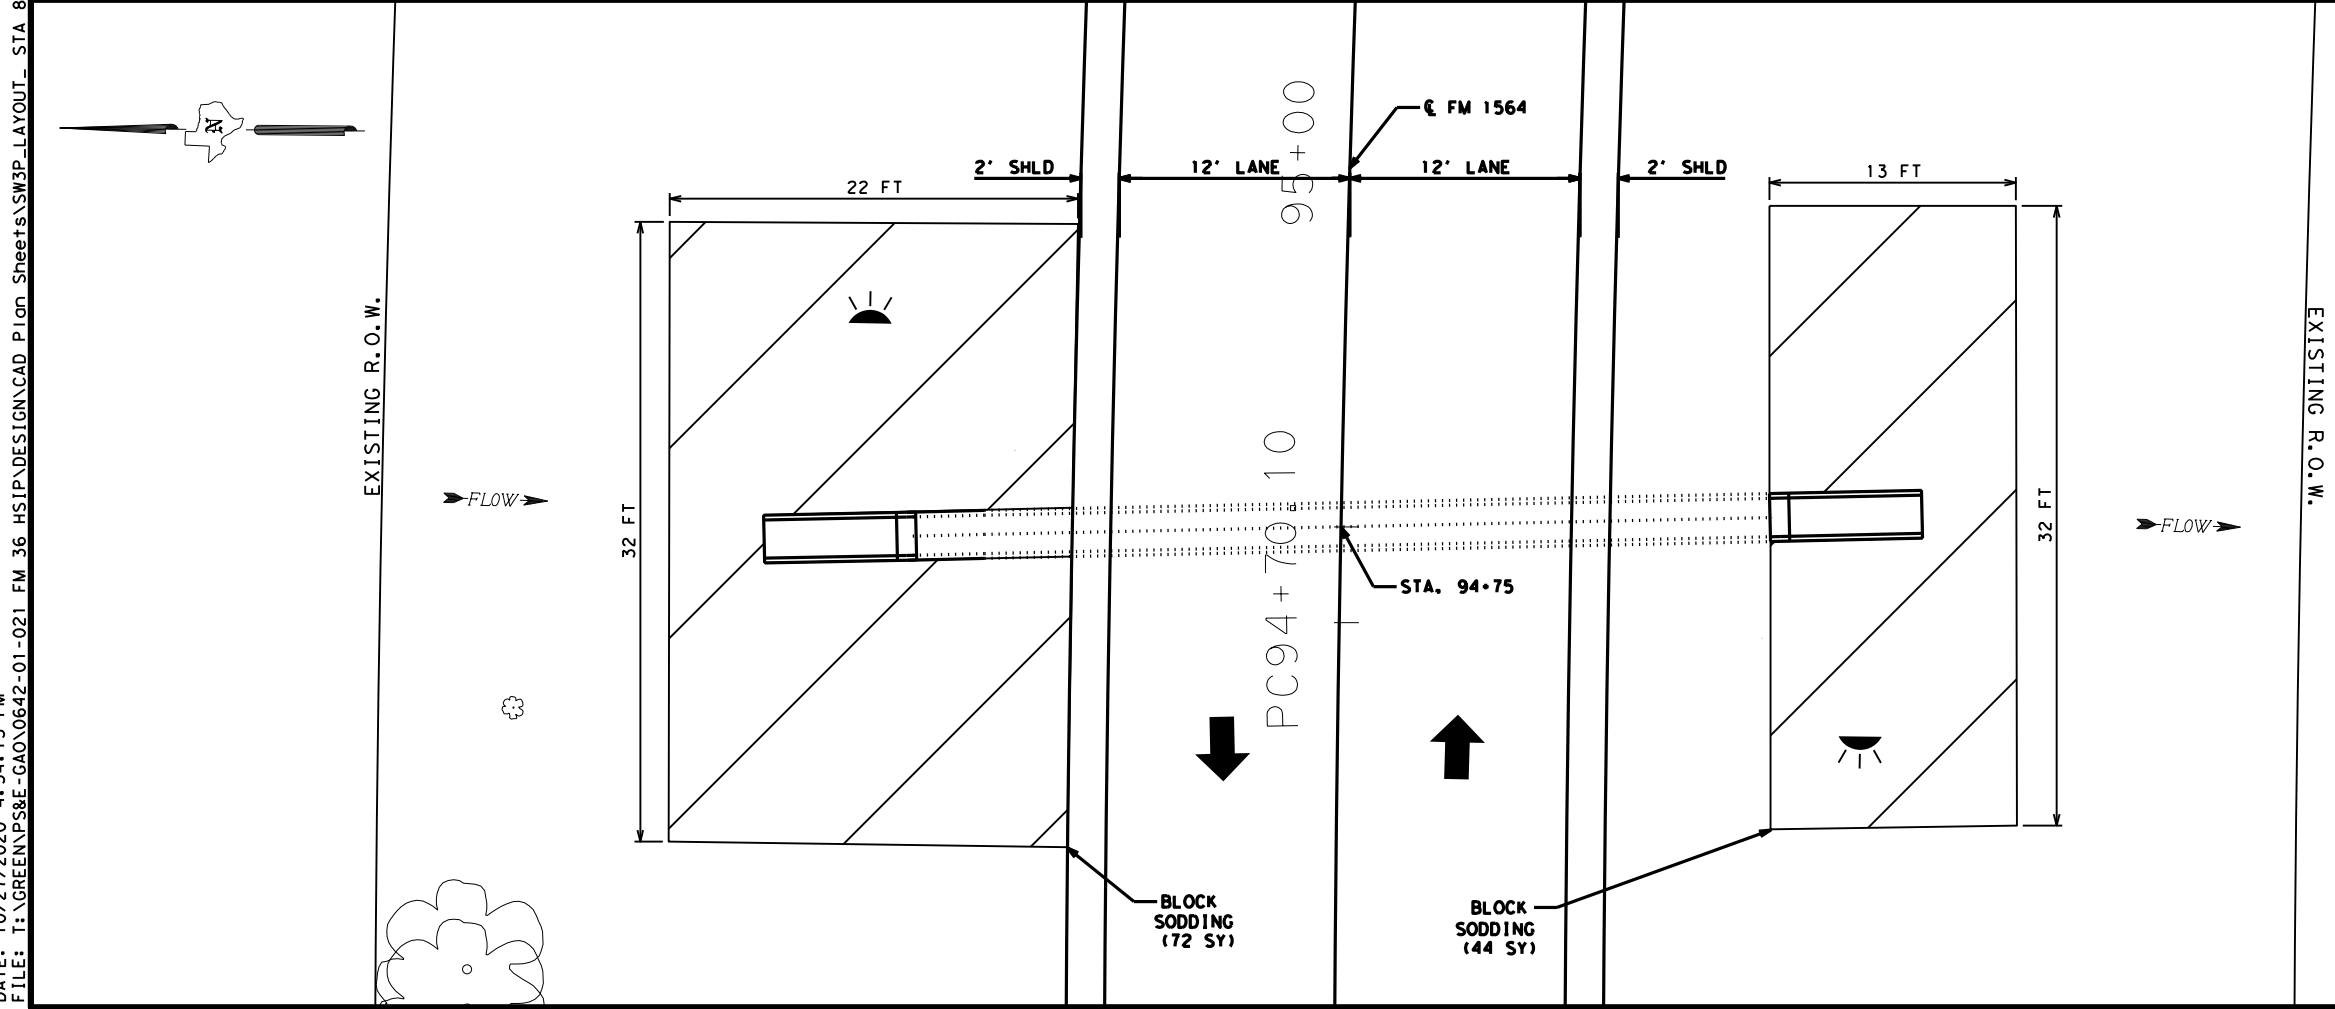 ℄ FM 1564
95+00
2' SHLD
12' LANE
12' LANE
2' SHLD
22 FT
13 FT
N
EXISTING R.O.W.
EXISTING R.O.W.
FLOW
FLOW
32 FT
32 FT
PC94+70.10
STA. 94+75
BLOCK
SODDING
(72 SY)
BLOCK
SODDING
(44 SY)
FILE: T:\GREEN\PS&E-GAO\0642-01-021 FM 36 HSIP\DESIGN\CAD Plan Sheets\SW3P_LAYOUT_ STA 8